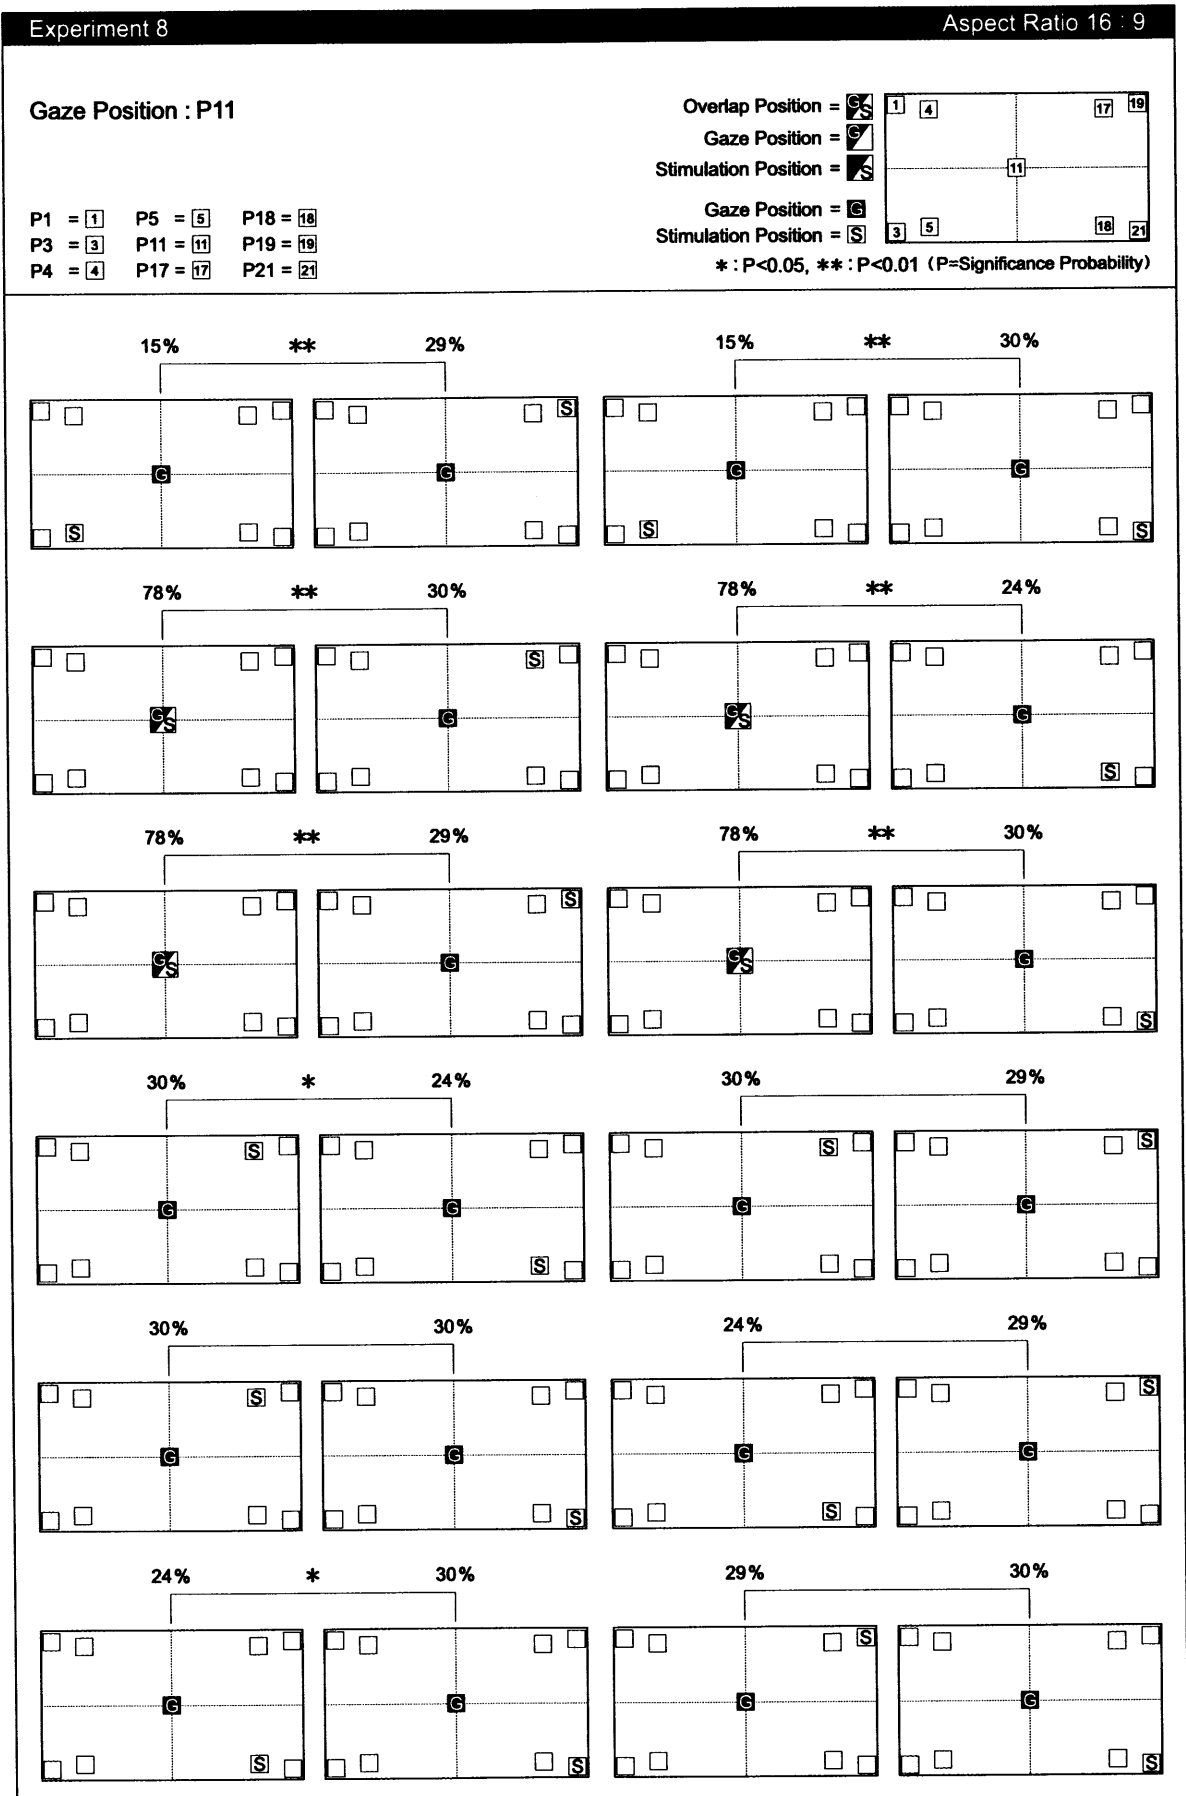 Experiment 8 Aspect Ratio 16 : 9
Gaze Position : P11
Overlap Position = G S
Gaze Position = G
Stimulation Position = S
Gaze Position = G
Stimulation Position = S
1 4 17 19
11
3 5 18 21
P1 = 1 P5 = 5 P18 = 18
P3 = 3 P11 = 11 P19 = 19
P4 = 4 P17 = 17 P21 = 21
* : P<0.05, ** : P<0.01 (P=Significance Probability)
15% ** 29% 15% ** 30%
S
G G G G
S S S
78% ** 30% 78% ** 24%
S
G S G G S G
S
78% ** 29% 78% ** 30%
S
G S G G S G
S
30% * 24% 30% 29%
S S S
G G G G
S
30% 30% 24% 29%
S S
G G G G
S S
24% * 30% 29% 30%
S
G G G G
S S S